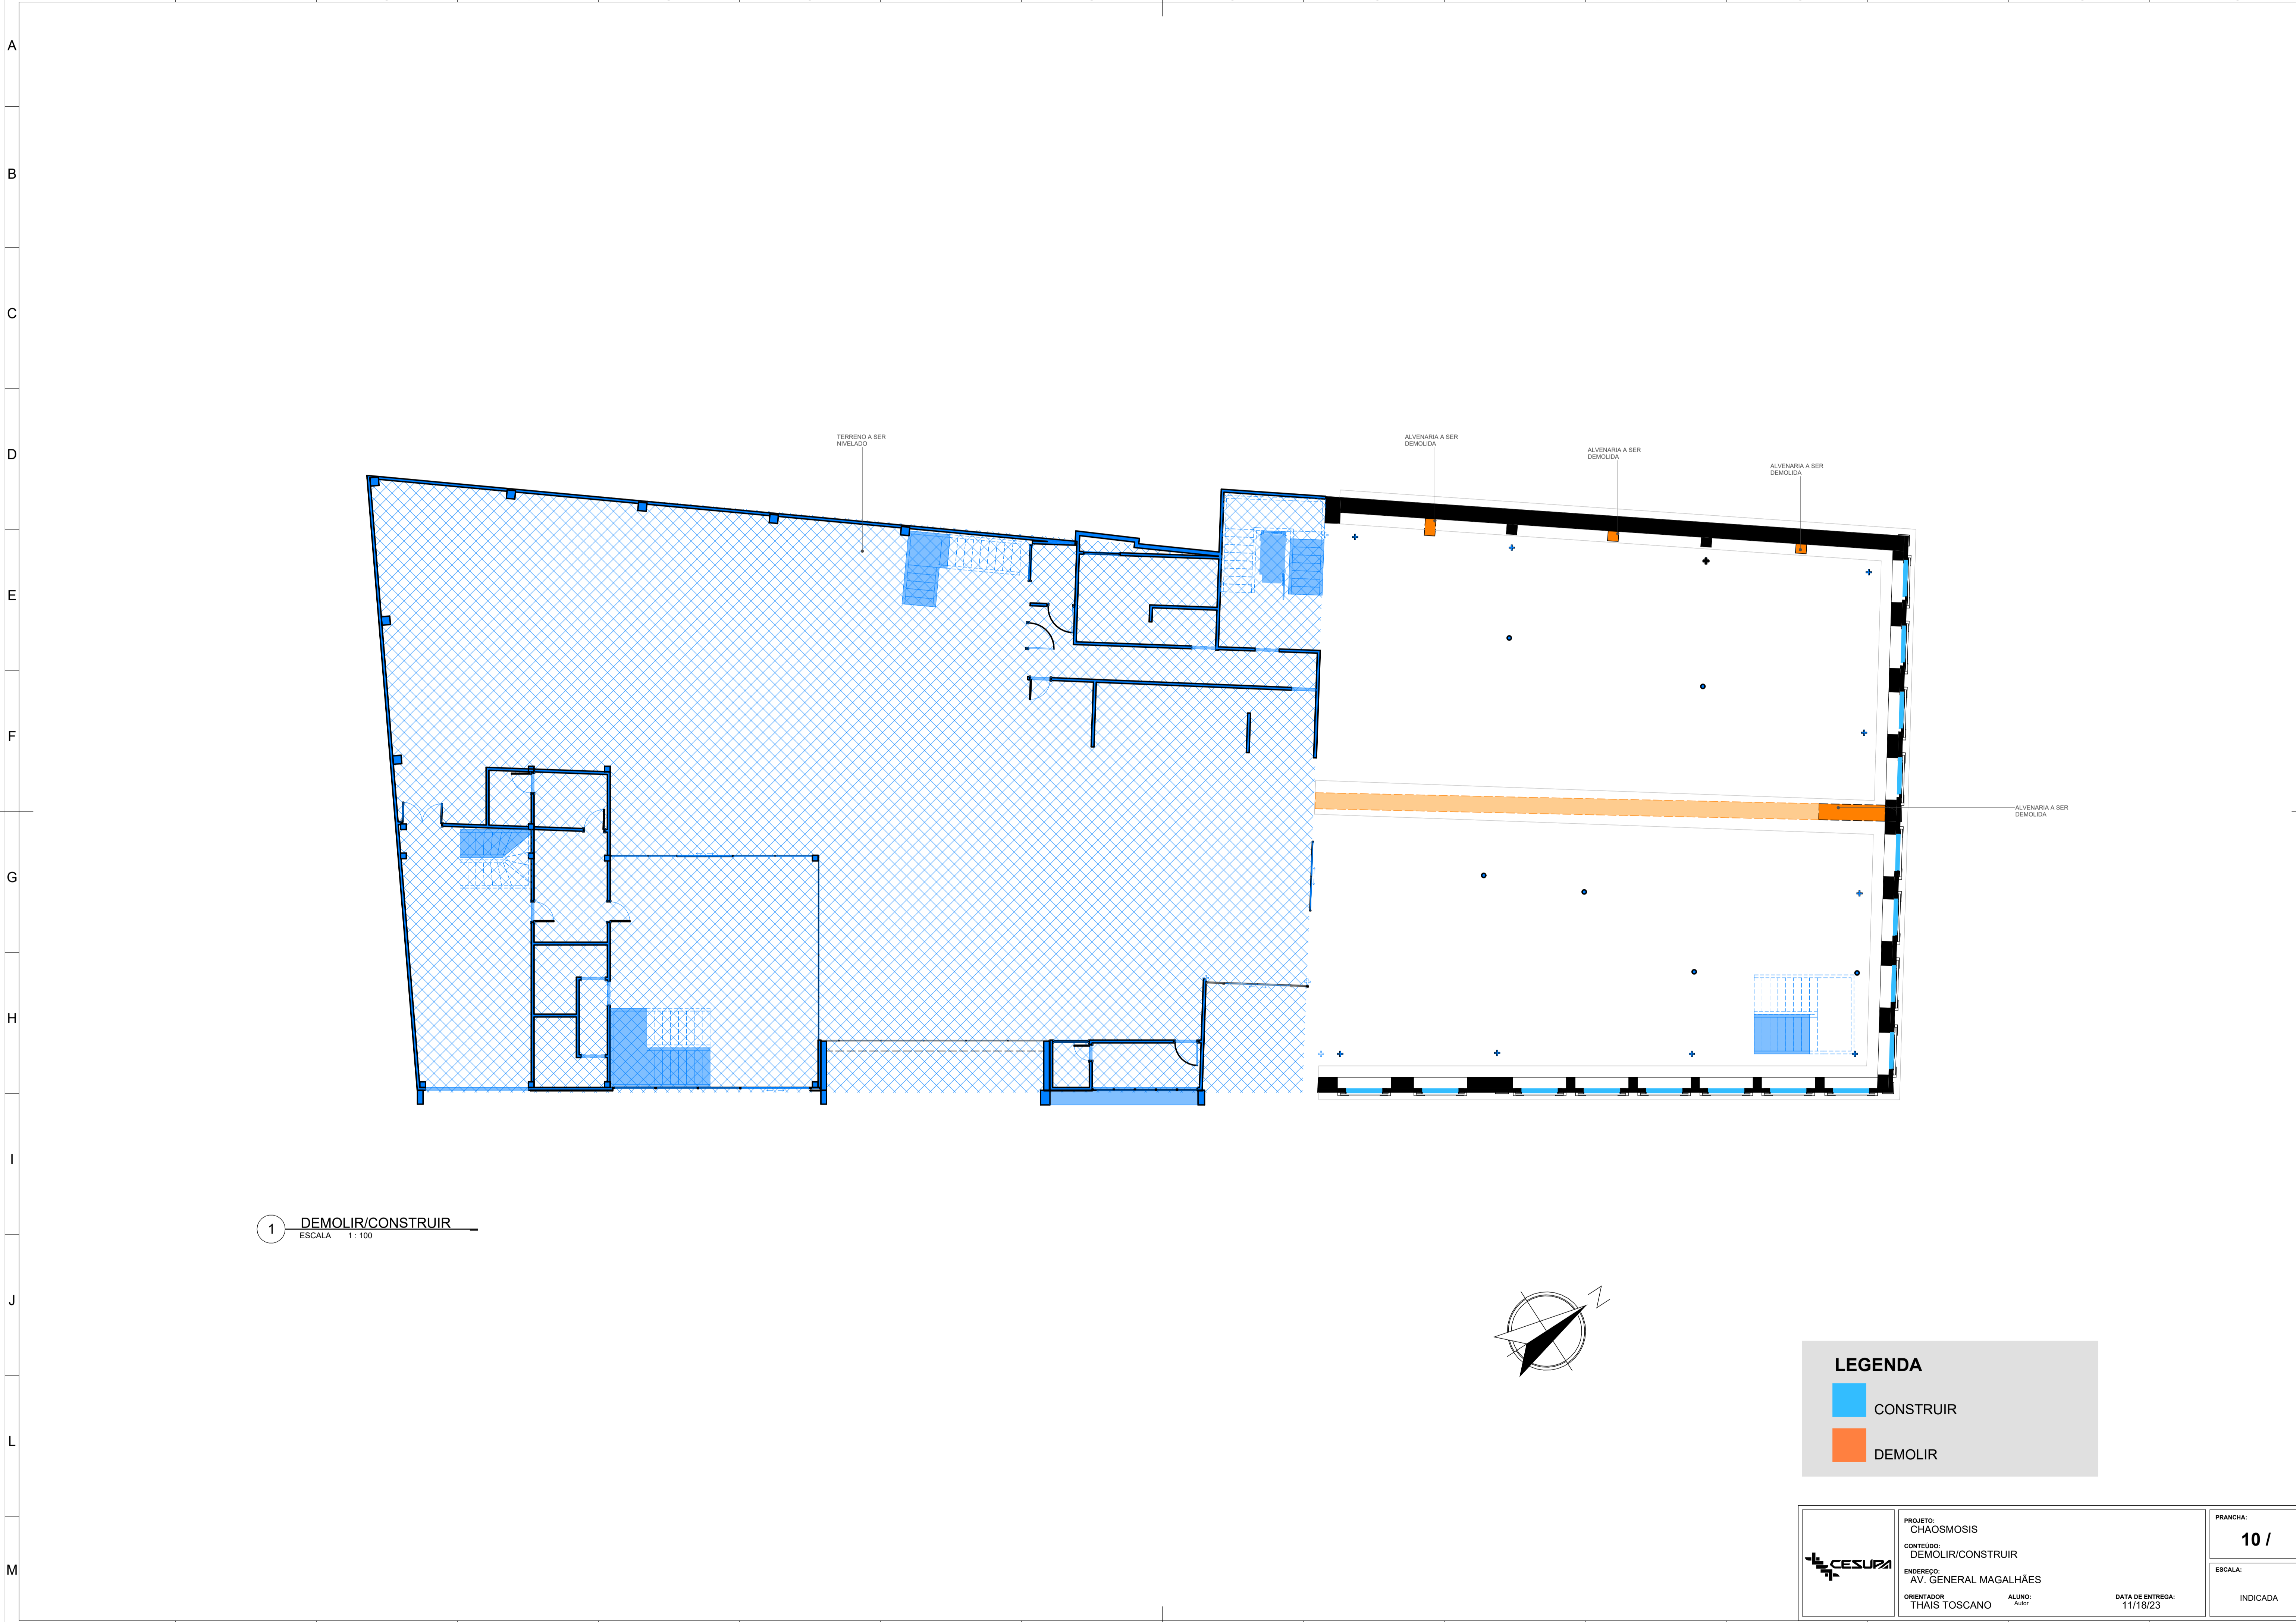 A
B
C
D
E
F
G
H
I
J
L
M
TERRENO A SER
NIVELADO
ALVENARIA A SER
DEMOLIDA
ALVENARIA A SER
DEMOLIDA
ALVENARIA A SER
DEMOLIDA
ALVENARIA A SER
DEMOLIDA
1 DEMOLIR/CONSTRUIR
ESCALA 1 : 100
N
LEGENDA
CONSTRUIR
DEMOLIR
CESUPA
PROJETO:
CHAOSMOSIS
CONTEÚDO:
DEMOLIR/CONSTRUIR
ENDEREÇO:
AV. GENERAL MAGALHÃES
ORIENTADOR
THAIS TOSCANO
ALUNO:
Autor
DATA DE ENTREGA:
11/18/23
PRANCHA:
10 /
ESCALA:
INDICADA